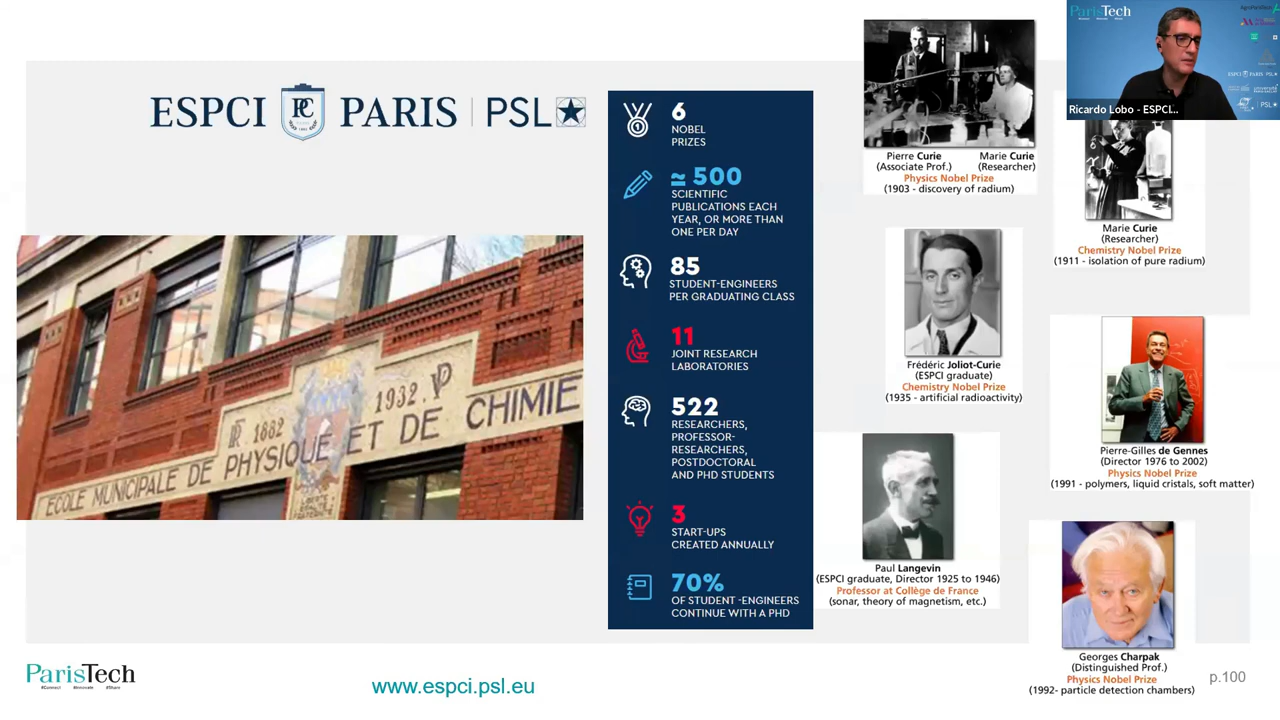 ESPCI PARIS | PSL
1932.
1882
ECOLE MUNICIPALE DE PHYSIQUE ET DE CHIMIE
LIBERTE
6
NOBEL
PRIZES
≃ 500
SCIENTIFIC
PUBLICATIONS EACH
YEAR, OR MORE THAN
ONE PER DAY
85
STUDENT-ENGINEERS
PER GRADUATING CLASS
11
JOINT RESEARCH
LABORATORIES
522
RESEARCHERS,
PROFESSOR-
RESEARCHERS,
POSTDOCTORAL
AND PHD STUDENTS
3
START-UPS
CREATED ANNUALLY
70%
OF STUDENT -ENGINEERS
CONTINUE WITH A PHD
Pierre Curie
(Associate Prof.)
Marie Curie
(Researcher)
Physics Nobel Prize
(1903 - discovery of radium)
ParisTech
Ricardo Lobo - ESPCI...
Marie Curie
(Researcher)
Chemistry Nobel Prize
(1911 - isolation of pure radium)
Frédéric Joliot-Curie
(ESPCI graduate)
Chemistry Nobel Prize
(1935 - artificial radioactivity)
Pierre-Gilles de Gennes
(Director 1976 to 2002)
Physics Nobel Prize
(1991 - polymers, liquid cristals, soft matter)
Paul Langevin
(ESPCI graduate, Director 1925 to 1946)
Professor at Collège de France
(sonar, theory of magnetism, etc.)
Georges Charpak
(Distinguished Prof.)
Physics Nobel Prize
(1992- particle detection chambers)
ParisTech
#Connect #Innovate #Share
www.espci.psl.eu
p.100